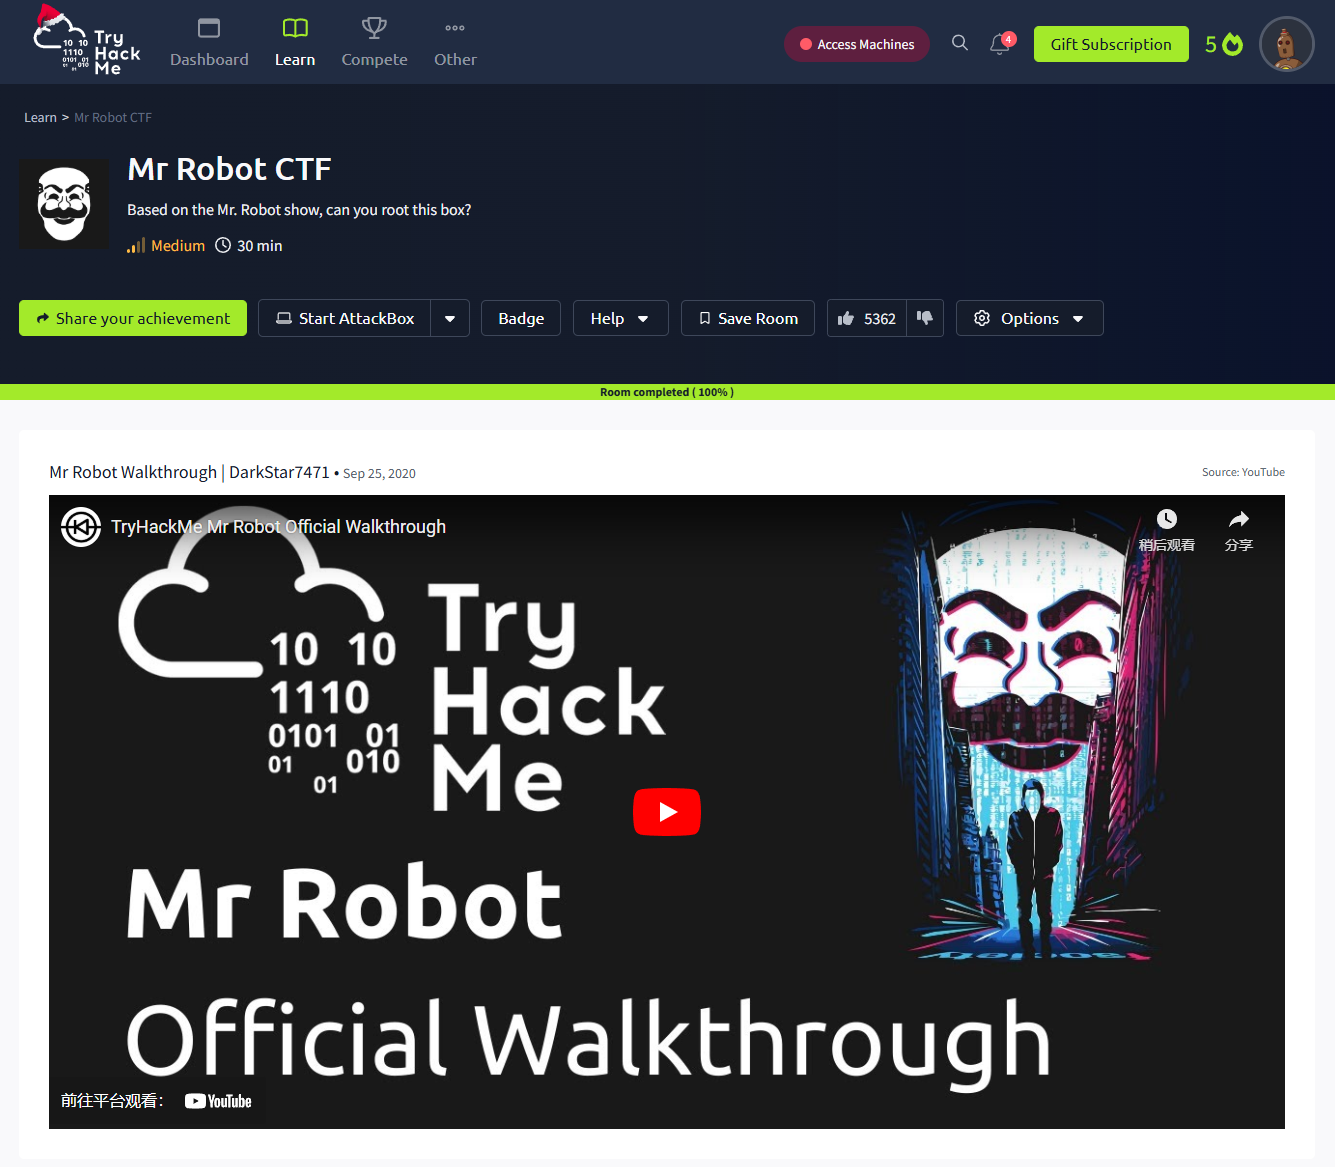 Try
Hack
Me
10 10
1110
0101 01
01 010
01
Dashboard
Learn
Compete
Other
Access Machines
4
Gift Subscription
5
Learn > Mr Robot CTF
Mr Robot CTF
Based on the Mr. Robot show, can you root this box?
Medium 30 min
Share your achievement
Start AttackBox
Badge
Help
Save Room
5362
Options
Room completed ( 100% )
Mr Robot Walkthrough | DarkStar7471 • Sep 25, 2020
Source: YouTube
TryHackMe Mr Robot Official Walkthrough
稍后观看
分享
Try
Hack
Me
10 10
1110
0101 01
01 010
01
Mr Robot
Official Walkthrough
前往平台观看：
YouTube